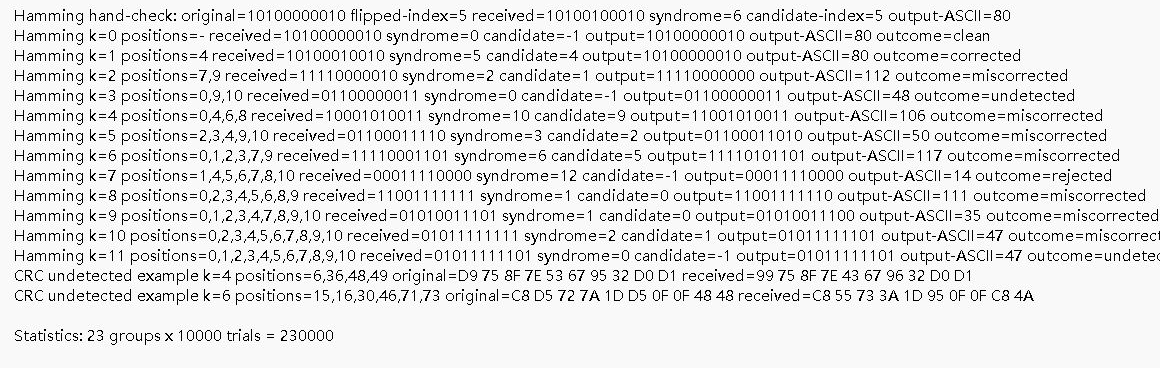 Hamming hand-check: original=10100000010 flipped-index=5 received=10100100010 syndrome=6 candidate-index=5 output-ASCII=80
Hamming k=0 positions=- received=10100000010 syndrome=0 candidate=-1 output=10100000010 output-ASCII=80 outcome=clean
Hamming k=1 positions=4 received=10100010010 syndrome=5 candidate=4 output=10100000010 output-ASCII=80 outcome=corrected
Hamming k=2 positions=7,9 received=11110000010 syndrome=2 candidate=1 output=11110000000 output-ASCII=112 outcome=miscorrected
Hamming k=3 positions=0,9,10 received=01100000011 syndrome=0 candidate=-1 output=01100000011 output-ASCII=48 outcome=undetected
Hamming k=4 positions=0,4,6,8 received=10001010011 syndrome=10 candidate=9 output=11001010011 output-ASCII=106 outcome=miscorrected
Hamming k=5 positions=2,3,4,9,10 received=01100011110 syndrome=3 candidate=2 output=01100011010 output-ASCII=50 outcome=miscorrected
Hamming k=6 positions=0,1,2,3,7,9 received=11110001101 syndrome=6 candidate=5 output=11110101101 output-ASCII=117 outcome=miscorrected
Hamming k=7 positions=1,4,5,6,7,8,10 received=00011110000 syndrome=12 candidate=-1 output=00011110000 output-ASCII=14 outcome=rejected
Hamming k=8 positions=0,2,3,4,5,6,8,9 received=11001111111 syndrome=1 candidate=0 output=11001111110 output-ASCII=111 outcome=miscorrected
Hamming k=9 positions=0,1,2,3,4,7,8,9,10 received=01010011101 syndrome=1 candidate=0 output=01010011100 output-ASCII=35 outcome=miscorrected
Hamming k=10 positions=0,2,3,4,5,6,7,8,9,10 received=01011111111 syndrome=2 candidate=1 output=01011111101 output-ASCII=47 outcome=miscorrect
Hamming k=11 positions=0,1,2,3,4,5,6,7,8,9,10 received=01011111101 syndrome=0 candidate=-1 output=01011111101 output-ASCII=47 outcome=undetec
CRC undetected example k=4 positions=6,36,48,49 original=D9 75 8F 7E 53 67 95 32 D0 D1 received=99 75 8F 7E 43 67 96 32 D0 D1
CRC undetected example k=6 positions=15,16,30,46,71,73 original=C8 D5 72 7A 1D D5 0F 0F 48 48 received=C8 55 73 3A 1D 95 0F 0F C8 4A
Statistics: 23 groups x 10000 trials = 230000